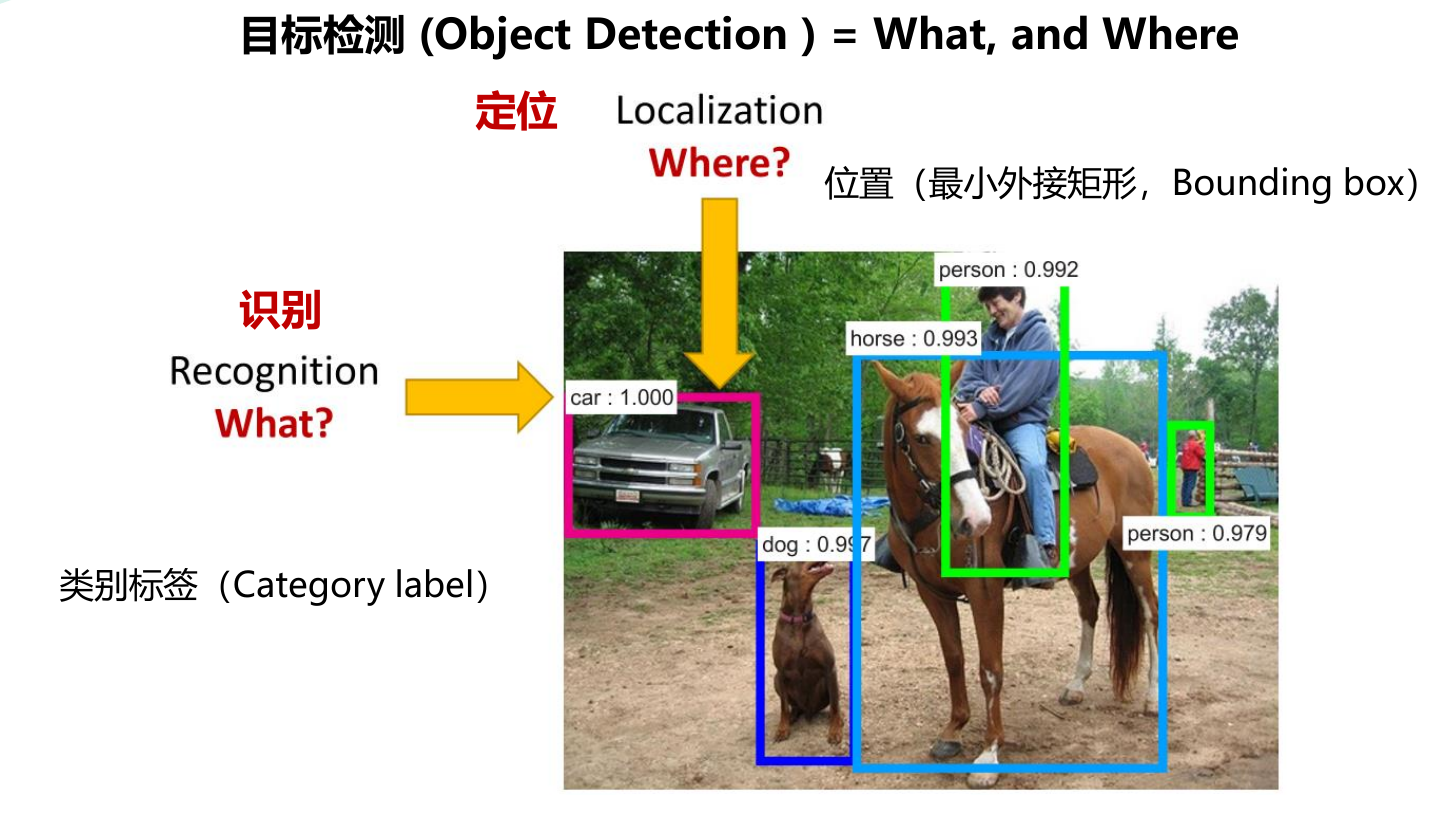 目标检测 (Object Detection ) = What, and Where
定位 Localization
Where?
位置（最小外接矩形，Bounding box）
识别
Recognition
What?
类别标签（Category label）
person : 0.992
horse : 0.993
car : 1.000
dog : 0.997
person : 0.979